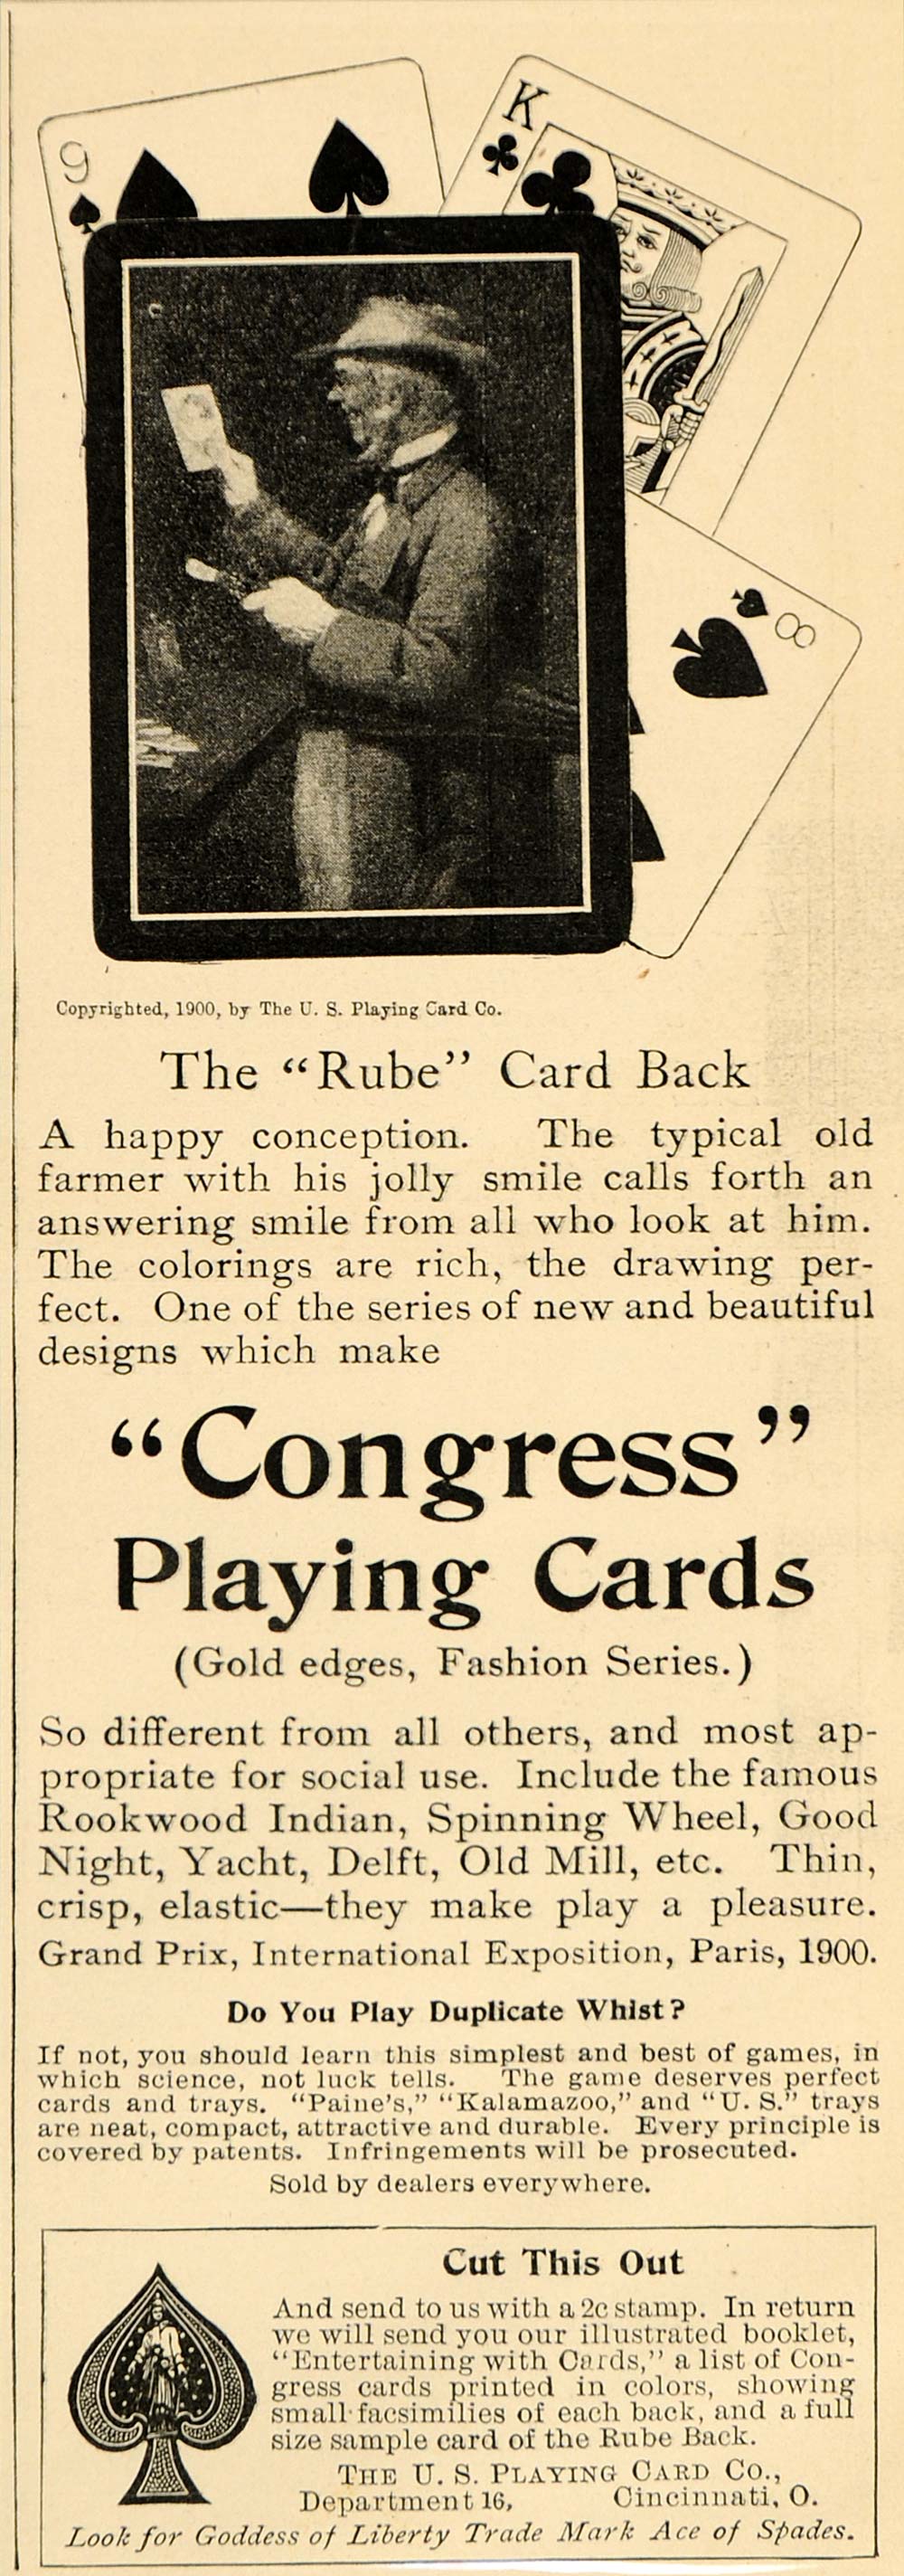 9
K
8
Copyrighted, 1900, by The U. S. Playing Card Co.
The “Rube” Card Back
A happy conception. The typical old
farmer with his jolly smile calls forth an
answering smile from all who look at him.
The colorings are rich, the drawing per-
fect. One of the series of new and beautiful
designs which make
“Congress”
Playing Cards
(Gold edges, Fashion Series.)
So different from all others, and most ap-
propriate for social use. Include the famous
Rookwood Indian, Spinning Wheel, Good
Night, Yacht, Delft, Old Mill, etc. Thin,
crisp, elastic—they make play a pleasure.
Grand Prix, International Exposition, Paris, 1900.
Do You Play Duplicate Whist?
If not, you should learn this simplest and best of games, in
which science, not luck tells. The game deserves perfect
cards and trays. “Paine’s,” “Kalamazoo,” and “U. S.” trays
are neat, compact, attractive and durable. Every principle is
covered by patents. Infringements will be prosecuted.
Sold by dealers everywhere.
Cut This Out
And send to us with a 2c stamp. In return
we will send you our illustrated booklet,
“Entertaining with Cards,” a list of Con-
gress cards printed in colors, showing
small facsimilies of each back, and a full
size sample card of the Rube Back.
THE U. S. PLAYING CARD CO.,
Department 16, Cincinnati, O.
Look for Goddess of Liberty Trade Mark Ace of Spades.